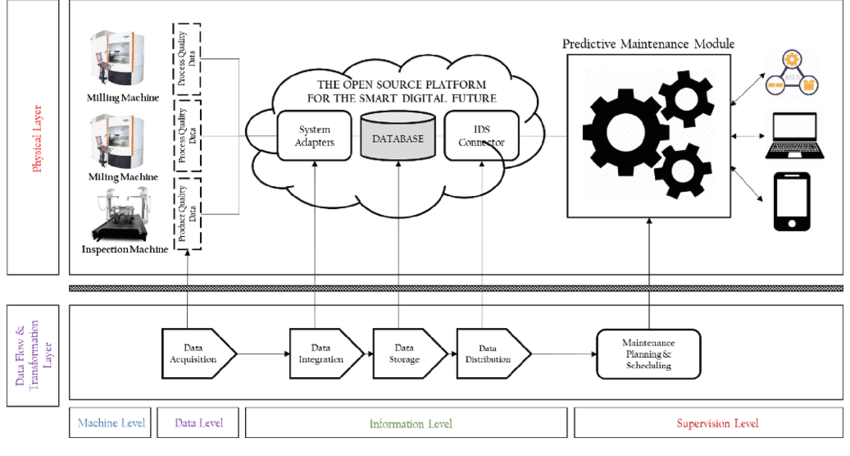 Physical Layer
Process Quality
Data
Milling Machine
Process Quality
Data
Miling Machine
Product Quality
Data
Inspection Machine
THE OPEN SOURCE PLATFORM
FOR THE SMART DIGITAL FUTURE
System
Adapters
DATABASE
IDS
Connector
Predictive Maintenance Module
Data Flow &
Transformation
Layer
Data
Acquisition
Data
Integration
Data
Storage
Data
Distribution
Maintenance
Planning &
Scheduling
Machine Level
Data Level
Information Level
Supervision Level